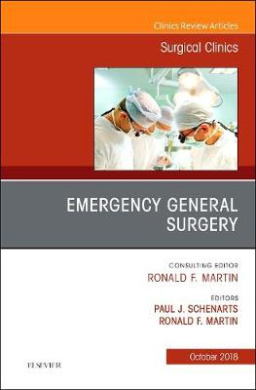 Clinics Review Articles
Surgical Clinics
EMERGENCY GENERAL
SURGERY
CONSULTING EDITOR
RONALD F. MARTIN
EDITORS
PAUL J. SCHENARTS
RONALD F. MARTIN
ELSEVIER
October 2018